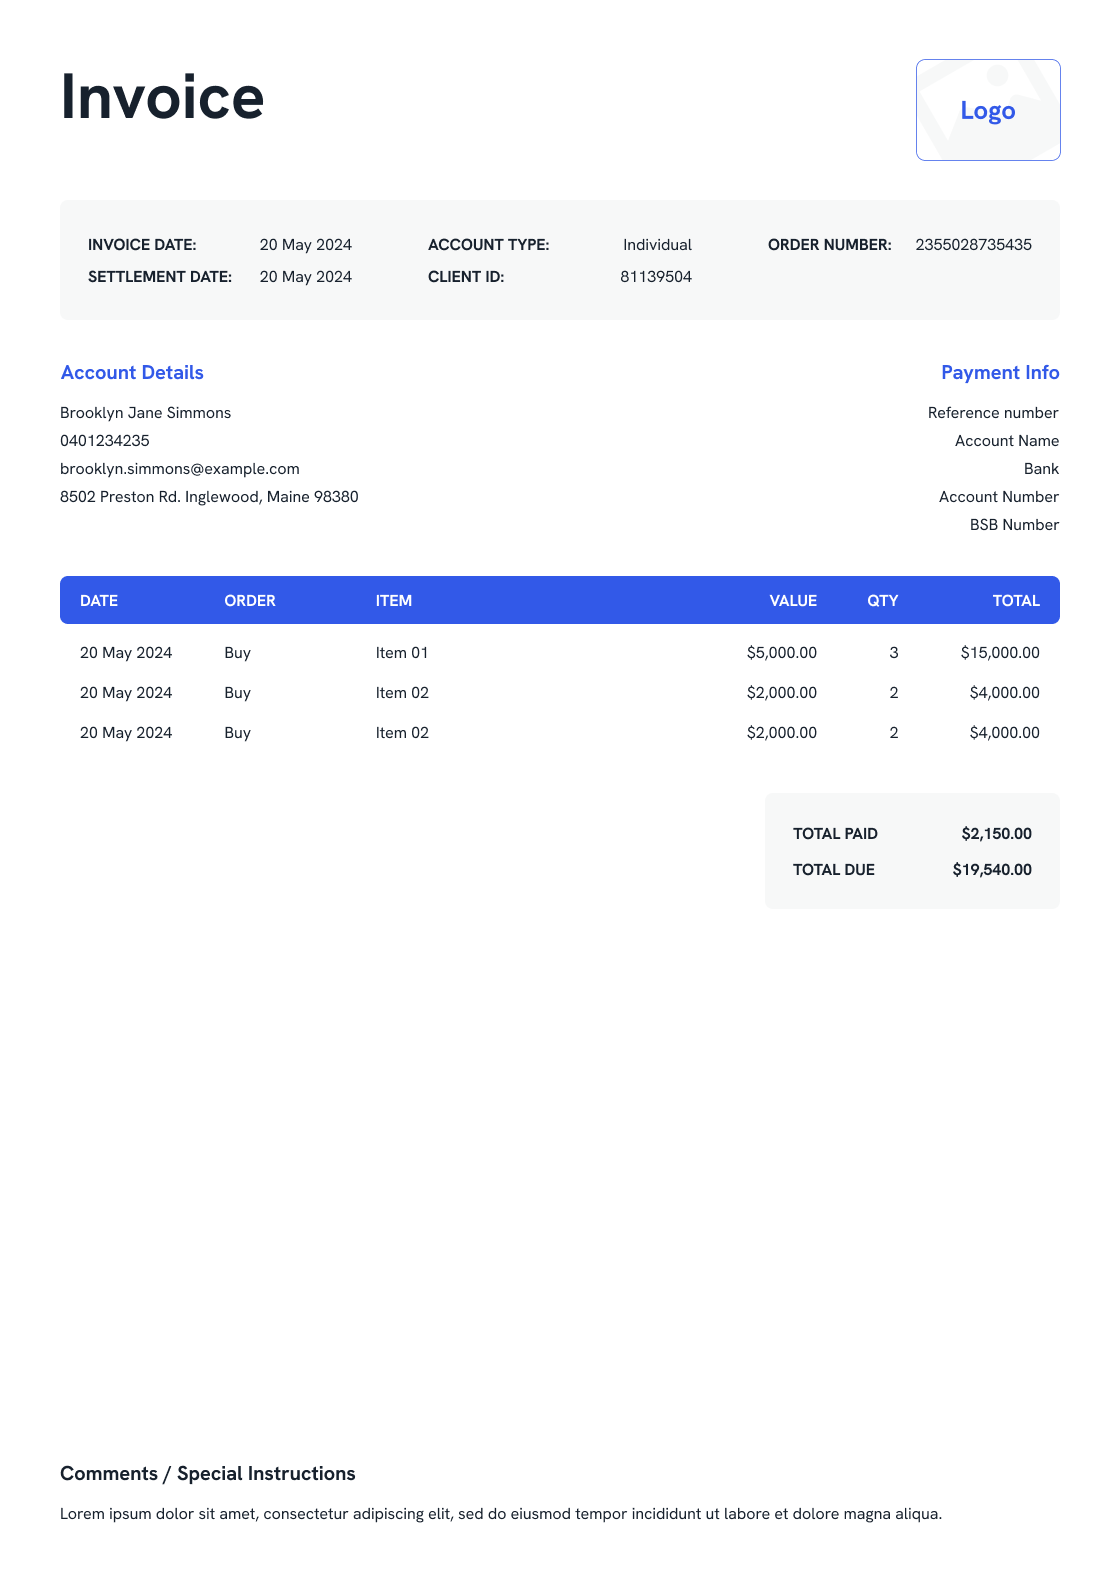 Invoice
Logo
INVOICE DATE: 20 May 2024 ACCOUNT TYPE: Individual ORDER NUMBER: 2355028735435
SETTLEMENT DATE: 20 May 2024 CLIENT ID: 81139504
Account Details
Brooklyn Jane Simmons
0401234235
brooklyn.simmons@example.com
8502 Preston Rd. Inglewood, Maine 98380
Payment Info
Reference number
Account Name
Bank
Account Number
BSB Number
DATE ORDER ITEM VALUE QTY TOTAL
20 May 2024 Buy Item 01 $5,000.00 3 $15,000.00
20 May 2024 Buy Item 02 $2,000.00 2 $4,000.00
20 May 2024 Buy Item 02 $2,000.00 2 $4,000.00
TOTAL PAID $2,150.00
TOTAL DUE $19,540.00
Comments / Special Instructions
Lorem ipsum dolor sit amet, consectetur adipiscing elit, sed do eiusmod tempor incididunt ut labore et dolore magna aliqua.